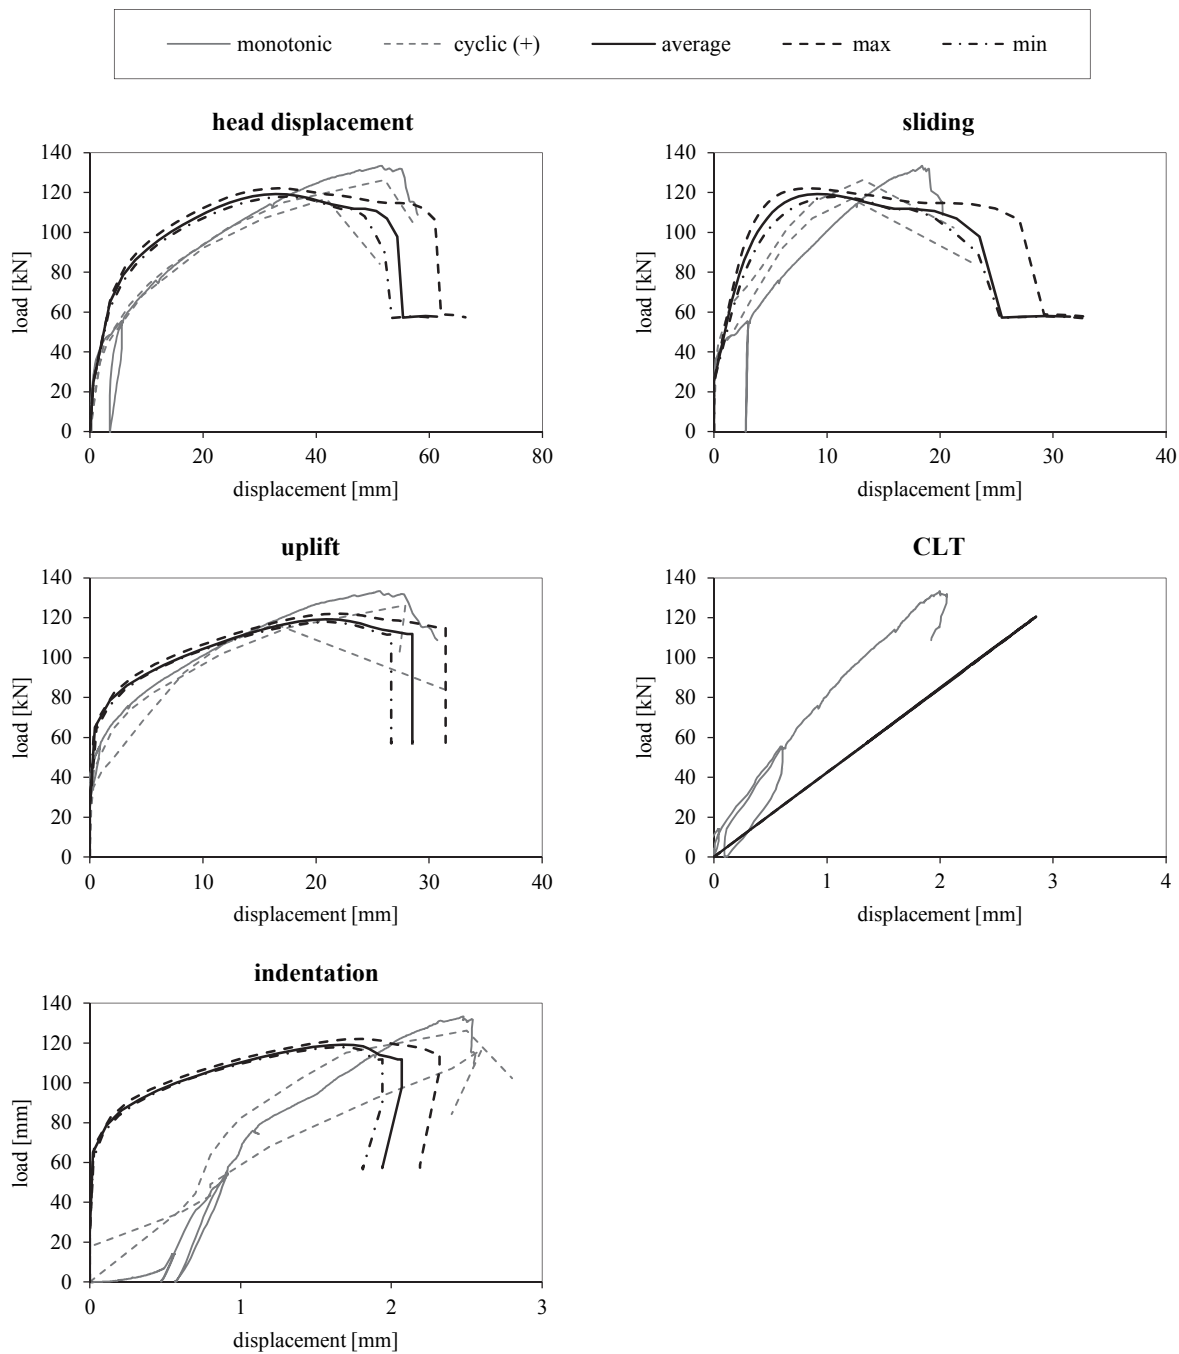 monotonic cyclic (+) average max min
head displacement
140
120
100
80
60
40
20
0
load [kN]
0 20 40 60 80
displacement [mm]
sliding
140
120
100
80
60
40
20
0
load [kN]
0 10 20 30 40
displacement [mm]
uplift
140
120
100
80
60
40
20
0
load [kN]
0 10 20 30 40
displacement [mm]
CLT
140
120
100
80
60
40
20
0
load [kN]
0 1 2 3 4
displacement [mm]
indentation
140
120
100
80
60
40
20
0
load [mm]
0 1 2 3
displacement [mm]